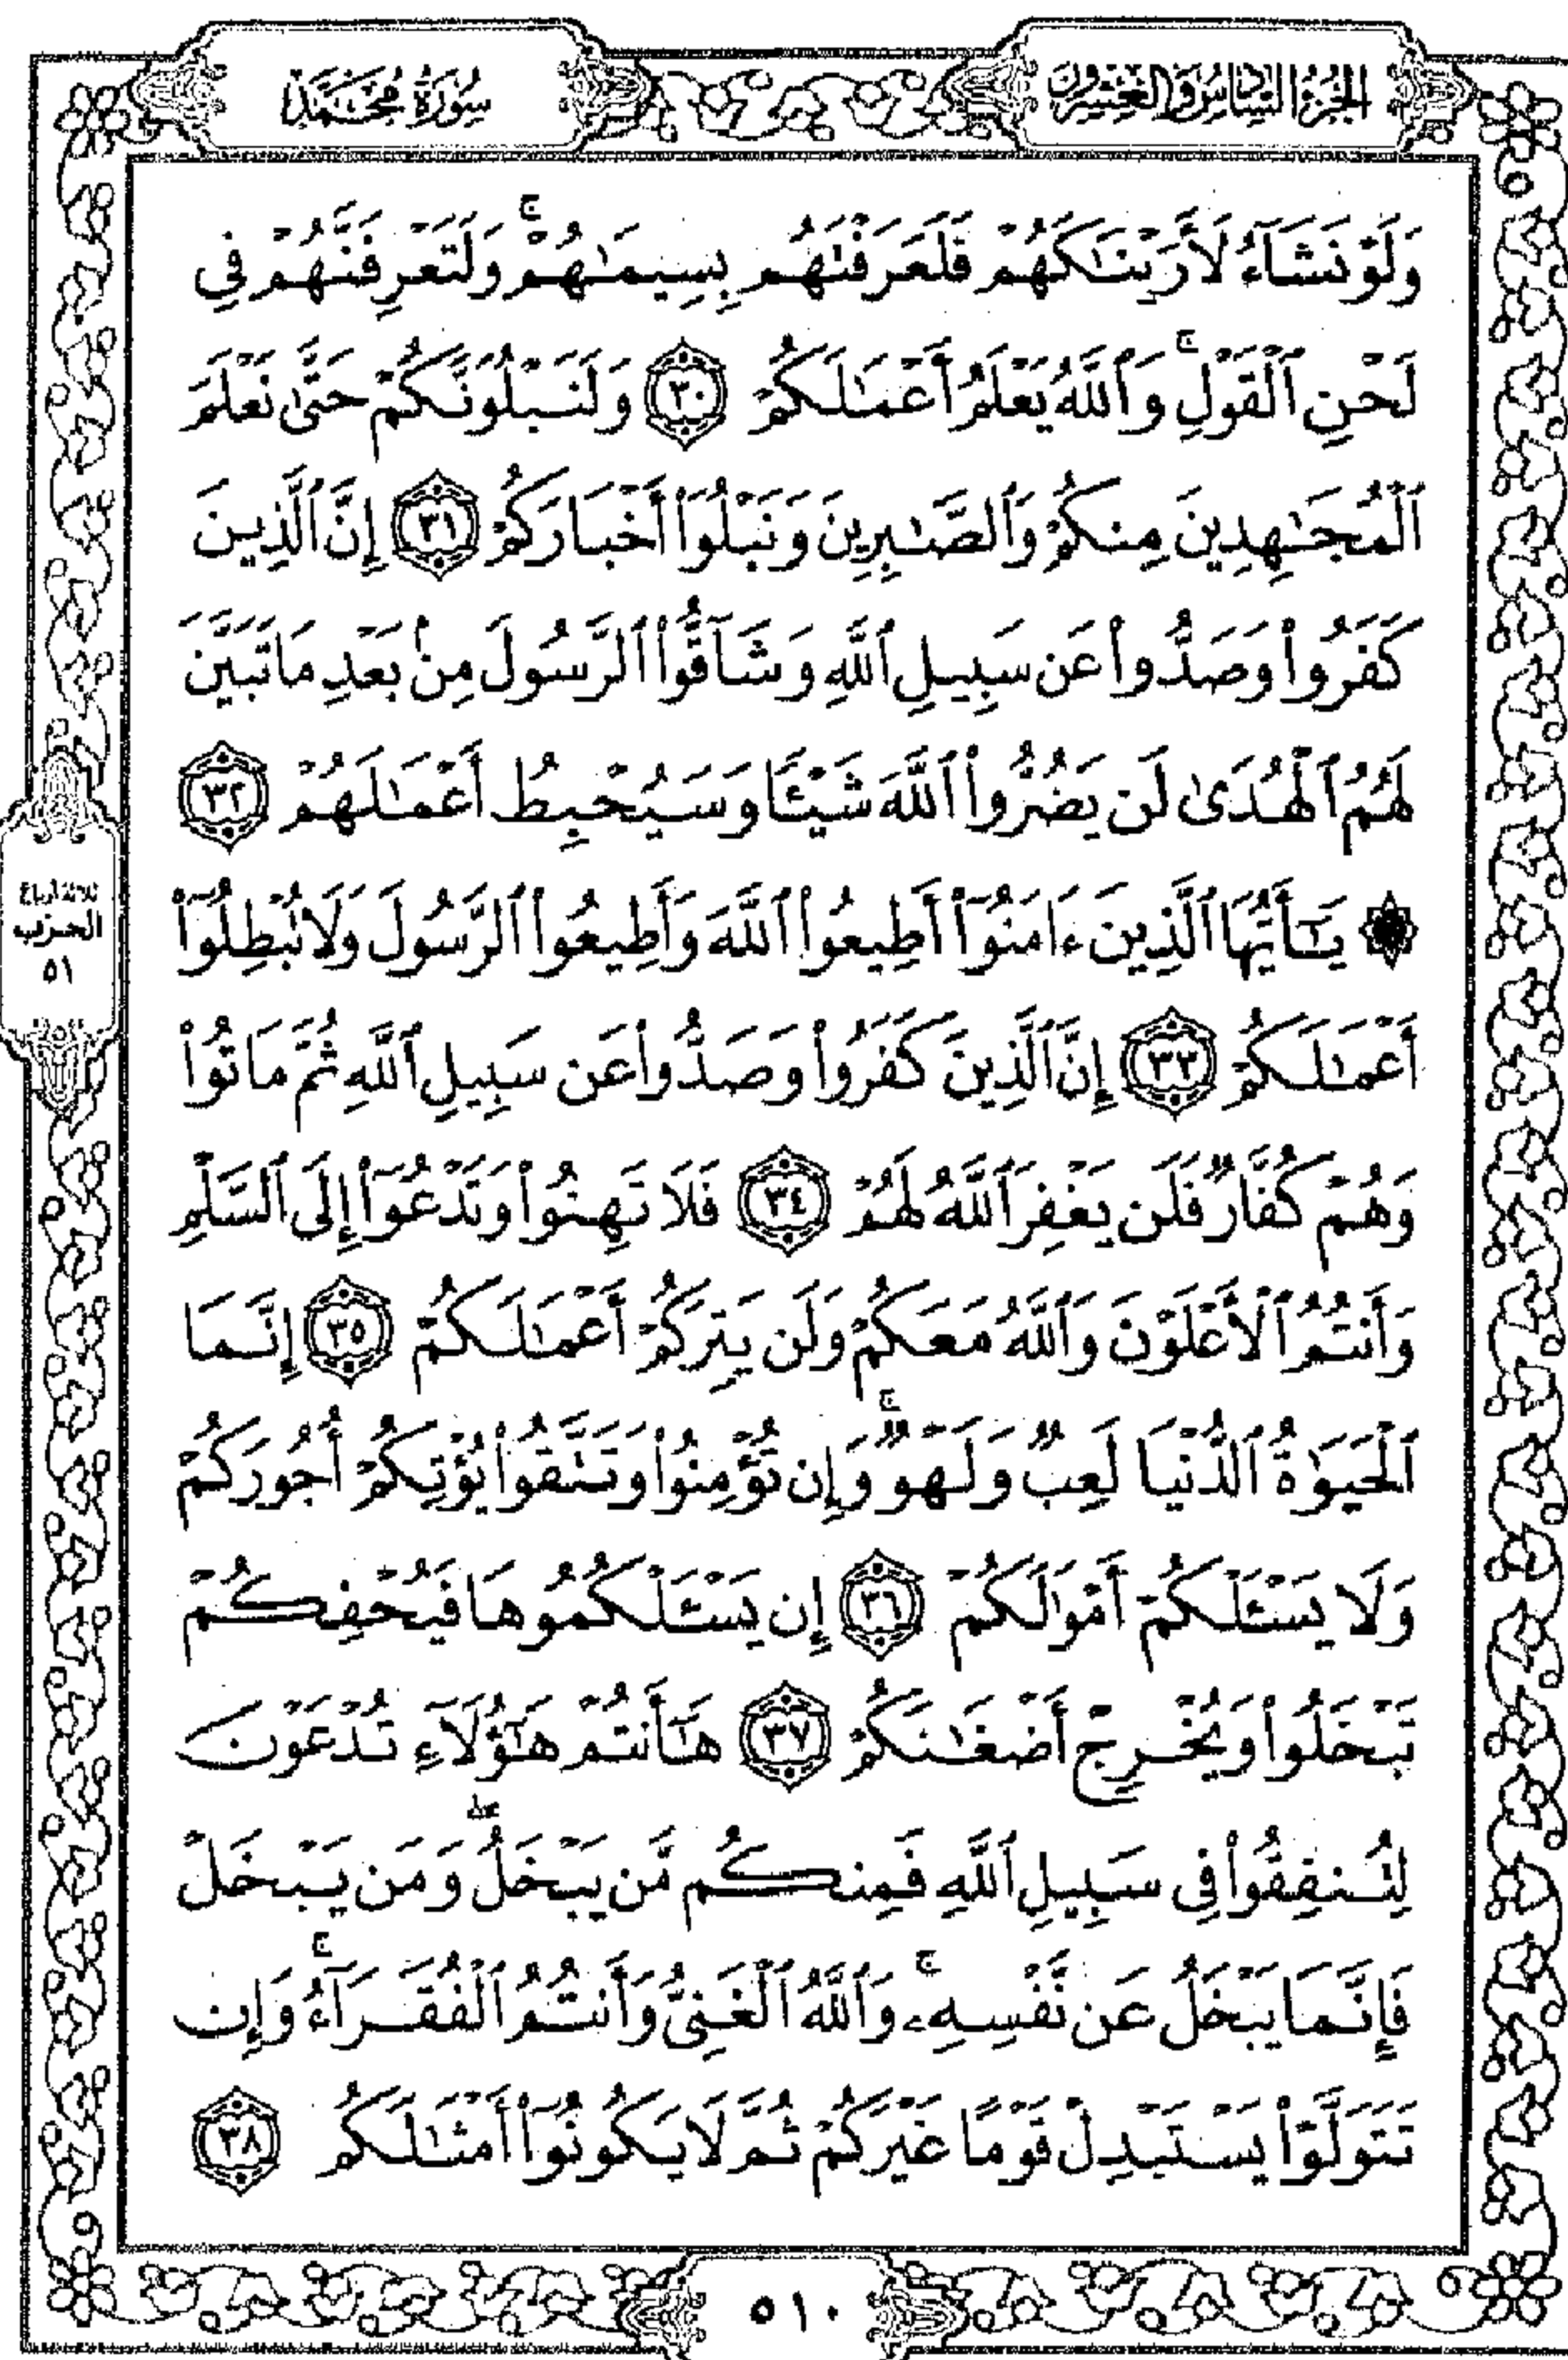 الجزء السادس والعشرون
سورة محمد
وَلَوْ نَشَآءُ لَأَرَيْنَٰكَهُمْ فَلَعَرَفْتَهُم بِسِيمَٰهُمْ ۚ وَلَتَعْرِفَنَّهُمْ فِى
لَحْنِ ٱلْقَوْلِ ۚ وَٱللَّهُ يَعْلَمُ أَعْمَٰلَكُمْ ٣٠ وَلَنَبْلُوَنَّكُمْ حَتَّىٰ نَعْلَمَ
ٱلْمُجَٰهِدِينَ مِنكُمْ وَٱلصَّٰبِرِينَ وَنَبْلُوَا۟ أَخْبَارَكُمْ ٣١ إِنَّ ٱلَّذِينَ
كَفَرُوا۟ وَصَدُّوا۟ عَن سَبِيلِ ٱللَّهِ وَشَآقُّوا۟ ٱلرَّسُولَ مِنۢ بَعْدِ مَا تَبَيَّنَ
لَهُمُ ٱلْهُدَىٰ لَن يَضُرُّوا۟ ٱللَّهَ شَيْـًٔا وَسَيُحْبِطُ أَعْمَٰلَهُمْ ٣٢
۞ يَٰٓأَيُّهَا ٱلَّذِينَ ءَامَنُوٓا۟ أَطِيعُوا۟ ٱللَّهَ وَأَطِيعُوا۟ ٱلرَّسُولَ وَلَا تُبْطِلُوٓا۟
أَعْمَٰلَكُمْ ٣٣ إِنَّ ٱلَّذِينَ كَفَرُوا۟ وَصَدُّوا۟ عَن سَبِيلِ ٱللَّهِ ثُمَّ مَاتُوا۟
وَهُمْ كُفَّارٌ فَلَن يَغْفِرَ ٱللَّهُ لَهُمْ ٣٤ فَلَا تَهِنُوا۟ وَتَدْعُوٓا۟ إِلَى ٱلسَّلْمِ
وَأَنتُمُ ٱلْأَعْلَوْنَ وَٱللَّهُ مَعَكُمْ وَلَن يَتِرَكُمْ أَعْمَٰلَكُمْ ٣٥ إِنَّمَا
ٱلْحَيَوٰةُ ٱلدُّنْيَا لَعِبٌ وَلَهْوٌ ۚ وَإِن تُؤْمِنُوا۟ وَتَتَّقُوا۟ يُؤْتِكُمْ أُجُورَكُمْ
وَلَا يَسْـَٔلْكُمْ أَمْوَٰلَكُمْ ٣٦ إِن يَسْـَٔلْكُمُوهَا فَيُحْفِكُمْ
تَبْخَلُوا۟ وَيُخْرِجْ أَضْغَٰنَكُمْ ٣٧ هَٰٓأَنتُمْ هَٰٓؤُلَآءِ تُدْعَوْنَ
لِتُنفِقُوا۟ فِى سَبِيلِ ٱللَّهِ فَمِنكُم مَّن يَبْخَلُ ۖ وَمَن يَبْخَلْ
فَإِنَّمَا يَبْخَلُ عَن نَّفْسِهِۦ ۚ وَٱللَّهُ ٱلْغَنِىُّ وَأَنتُمُ ٱلْفُقَرَآءُ ۚ وَإِن
تَتَوَلَّوْا۟ يَسْتَبْدِلْ قَوْمًا غَيْرَكُمْ ثُمَّ لَا يَكُونُوٓا۟ أَمْثَٰلَكُم ٣٨
ثلاثة أرباع
الحزب
٥١
٥١٠